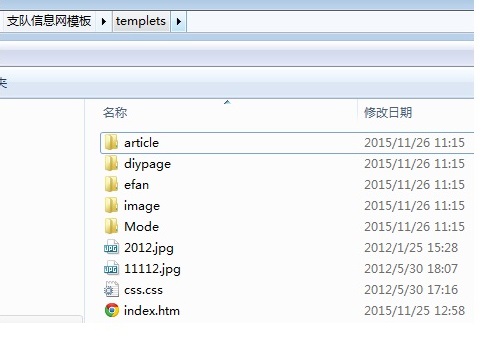 支队信息网模板 templets
夹
名称 修改日期
article 2015/11/26 11:15
diypage 2015/11/26 11:15
efan 2015/11/26 11:15
image 2015/11/26 11:15
Mode 2015/11/26 11:15
2012.jpg 2012/1/25 15:28
11112.jpg 2012/5/30 18:07
css.css 2012/5/30 17:16
index.htm 2015/11/25 12:58